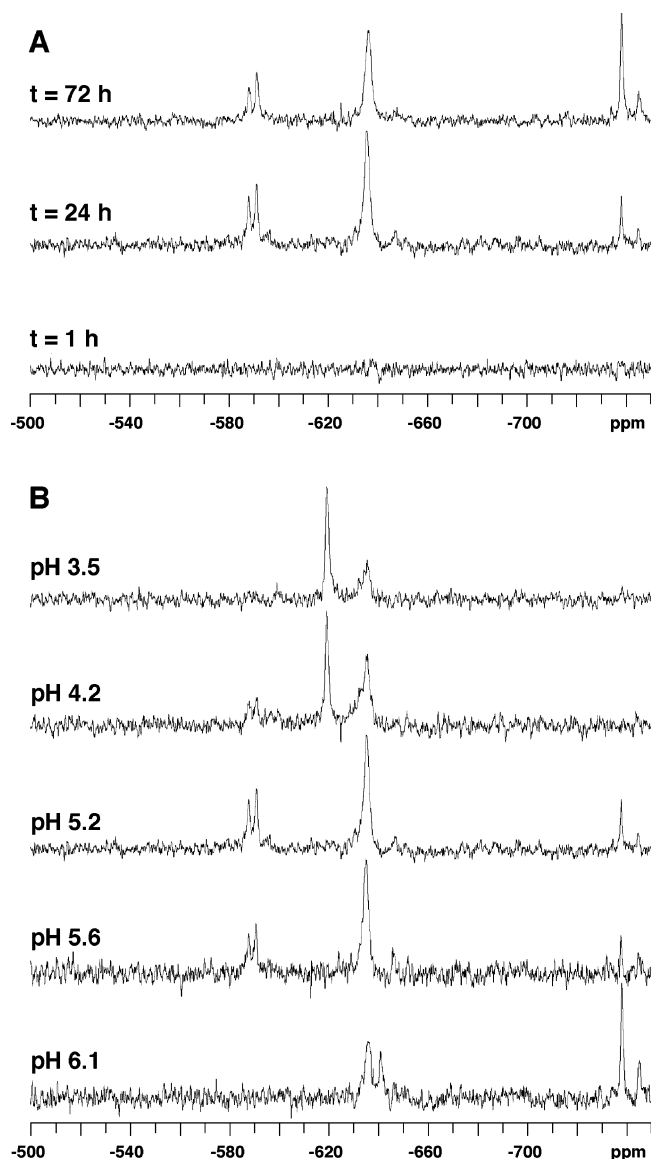 A
t = 72 h
t = 24 h
t = 1 h
-500 -540 -580 -620 -660 -700 ppm
B
pH 3.5
pH 4.2
pH 5.2
pH 5.6
pH 6.1
-500 -540 -580 -620 -660 -700 ppm